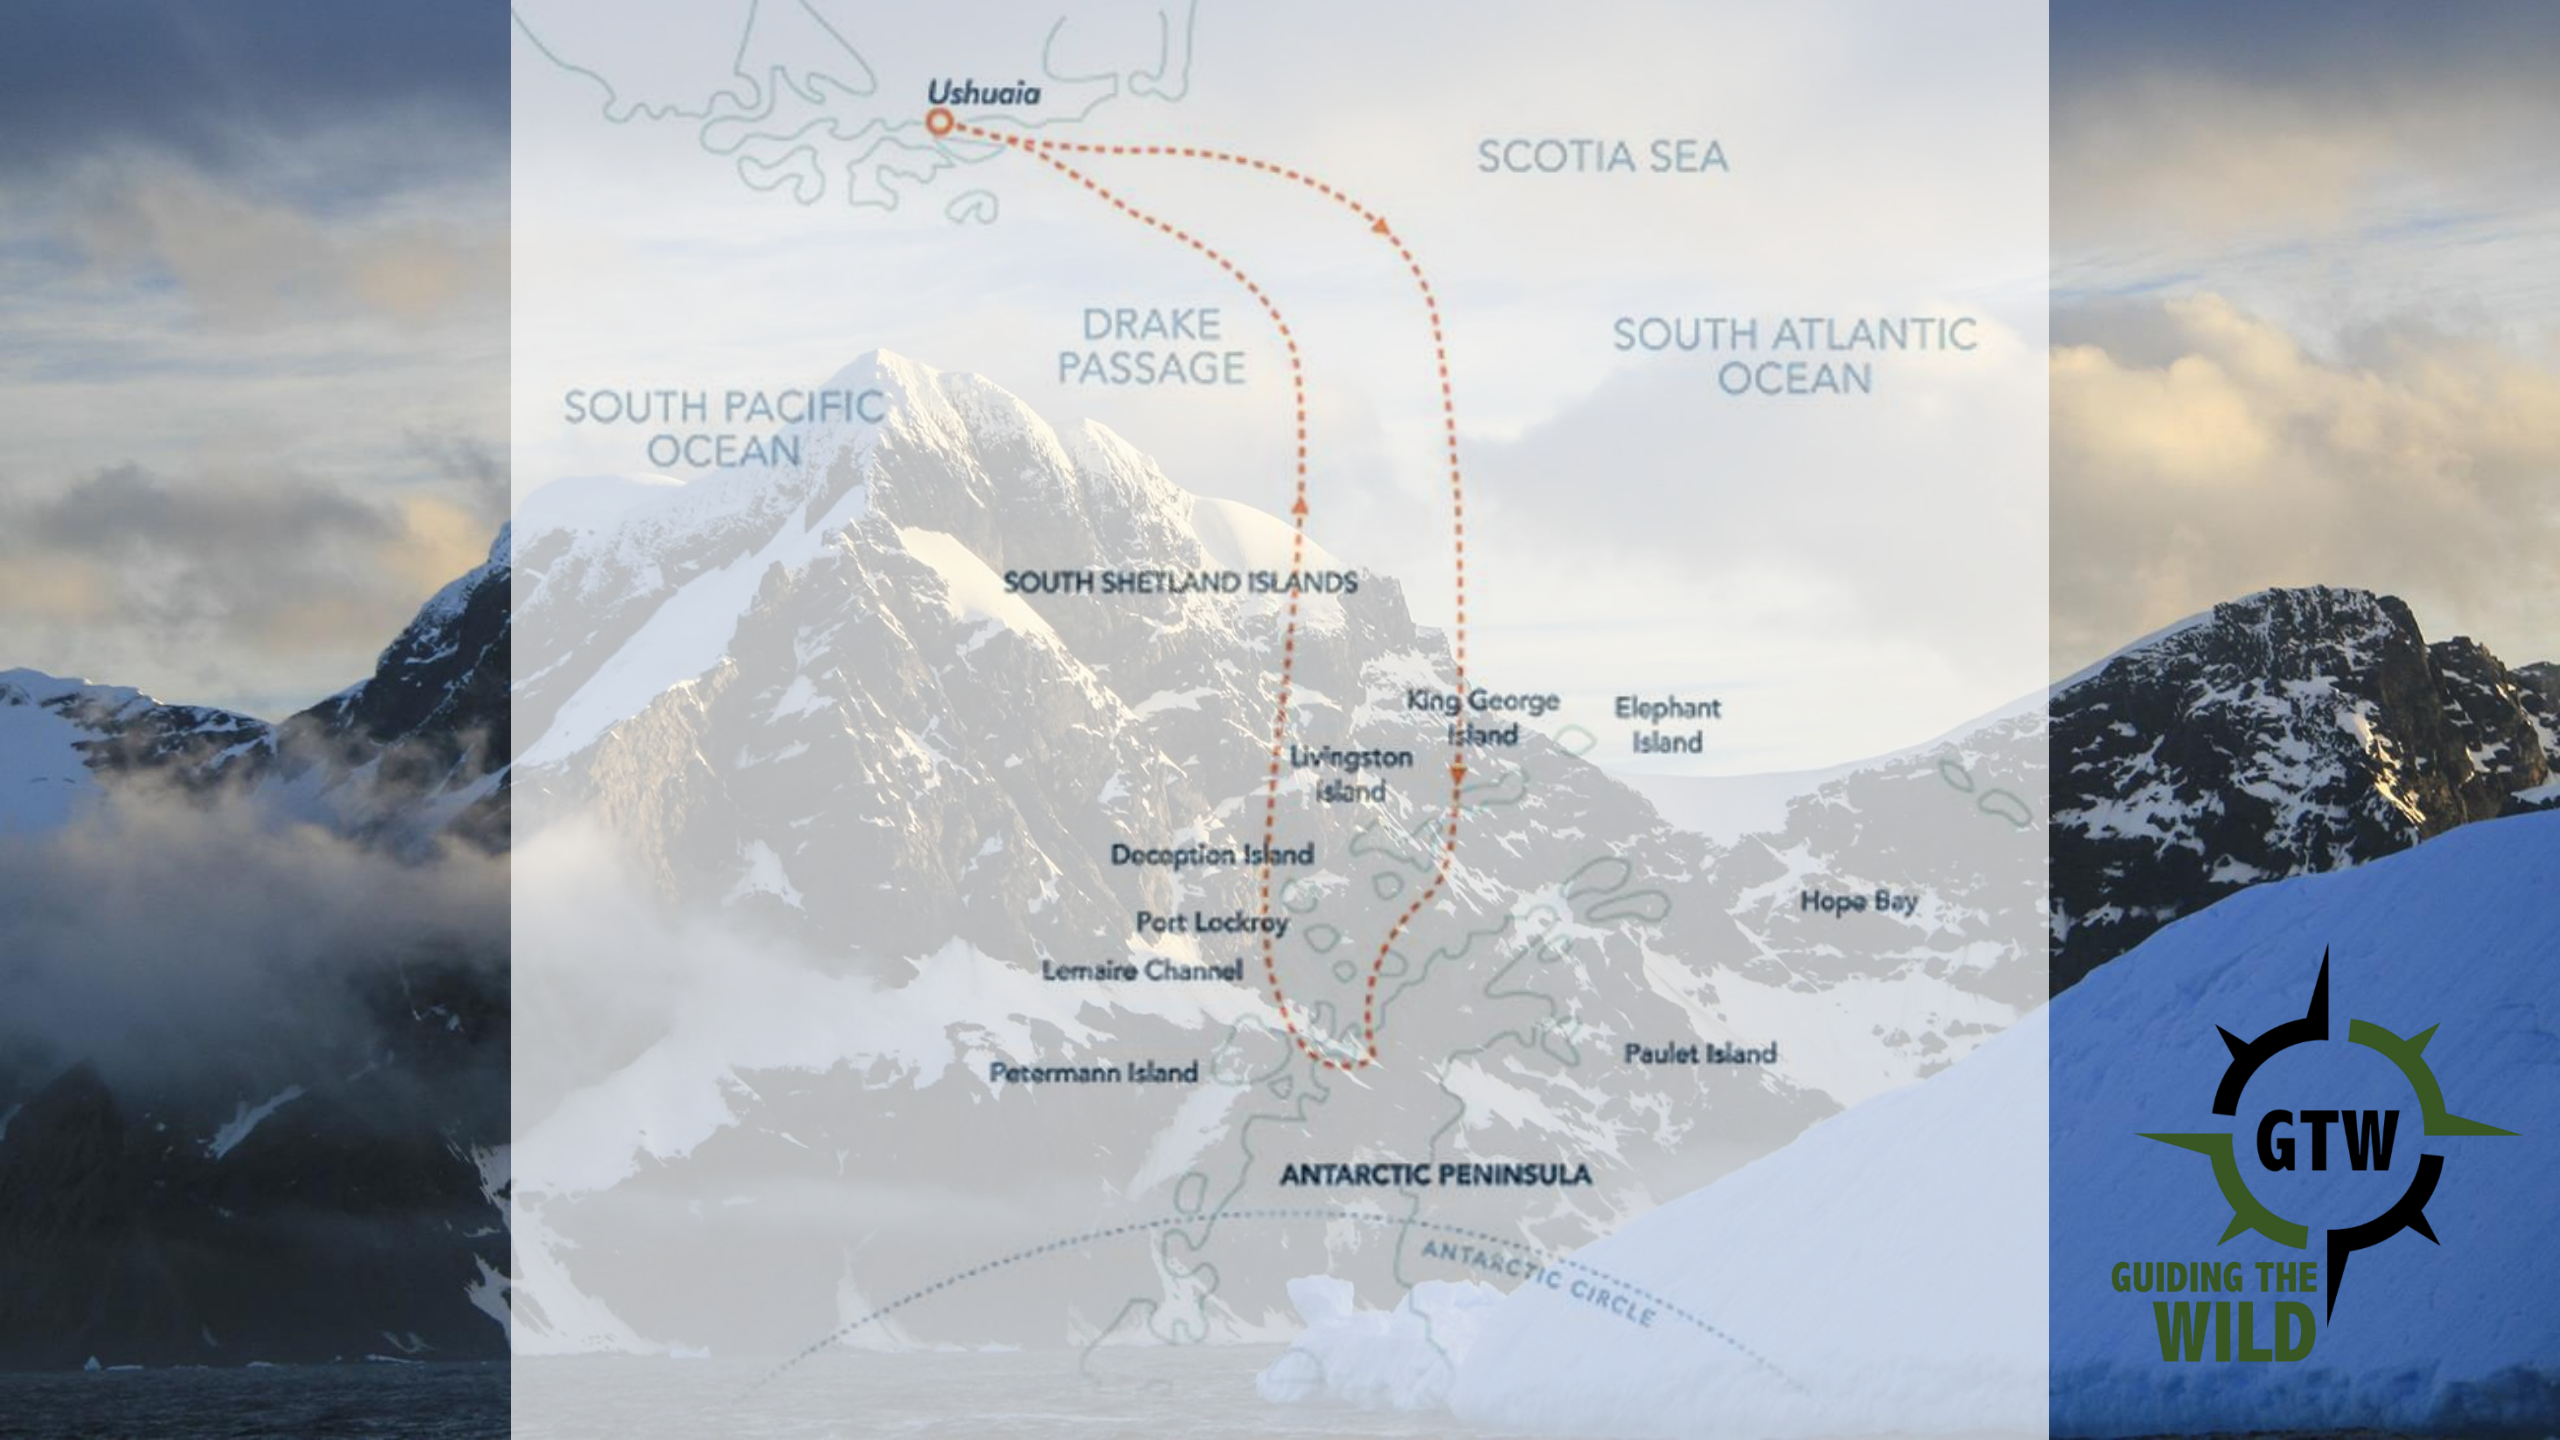 Ushuaia
SCOTIA SEA
DRAKE
PASSAGE
SOUTH ATLANTIC
OCEAN
SOUTH PACIFIC
OCEAN
SOUTH SHETLAND ISLANDS
King George
Island
Elephant
Island
Livingston
island
Deception Island
Hope Bay
Port Lockroy
Lemaire Channel
Paulet Island
Petermann Island
ANTARCTIC PENINSULA
ANTARCTIC CIRCLE
GTW
GUIDING THE
WILD